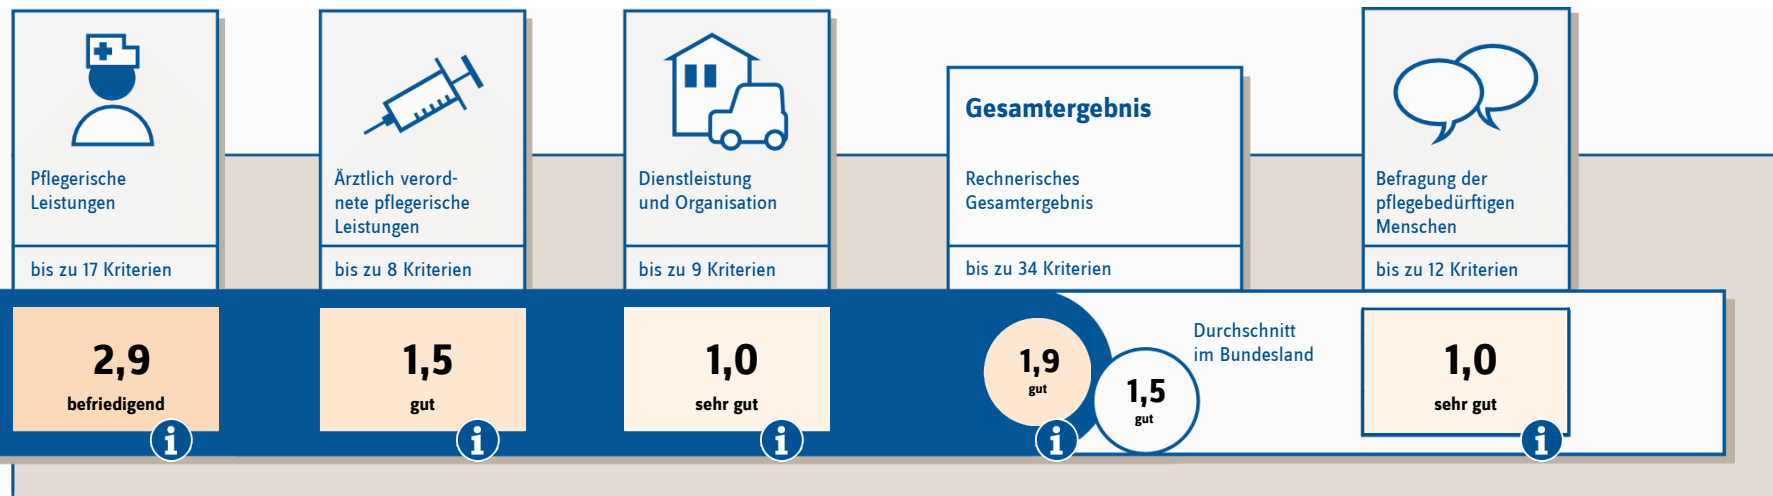 Pflegerische
Leistungen
bis zu 17 Kriterien
2,9
befriedigend
Ärztlich verord-
nete pflegerische
Leistungen
bis zu 8 Kriterien
1,5
gut
Dienstleistung
und Organisation
bis zu 9 Kriterien
1,0
sehr gut
Gesamtergebnis
Rechnerisches
Gesamtergebnis
bis zu 34 Kriterien
1,9
gut
1,5
gut
Durchschnitt
im Bundesland
Befragung der
pflegebedürftigen
Menschen
bis zu 12 Kriterien
1,0
sehr gut